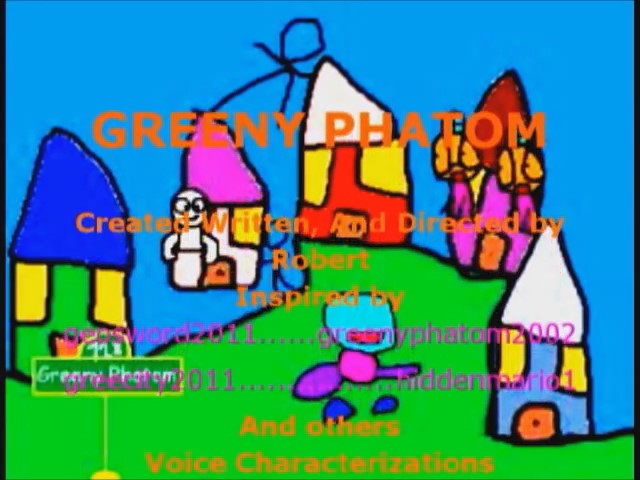 GREENY PHATOM
Created Written, And Directed by
Robert
Inspired by
pepsword2011......greenyphatom2002
greecity2011.................hiddenmario1
Greeny Phatom
And others
Voice Characterizations